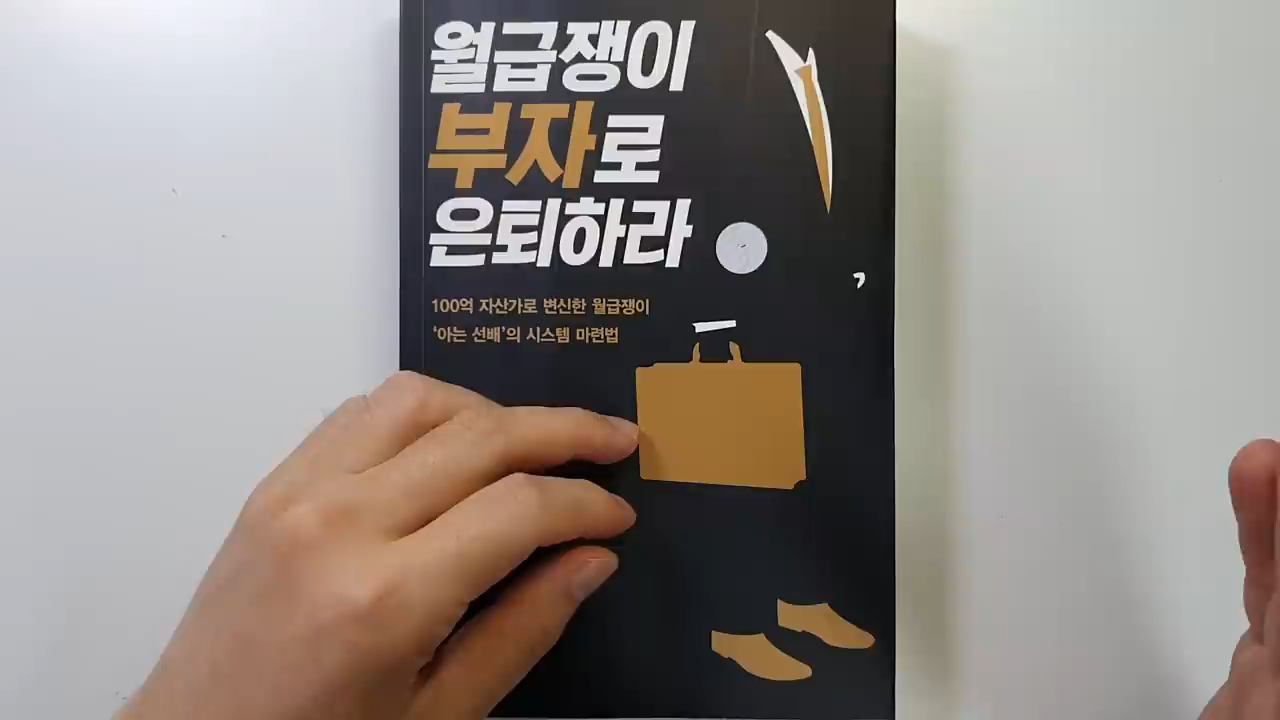 월급쟁이
부자로
은퇴하라
100억 자산가로 변신한 월급쟁이
‘아는 선배’의 시스템 마련법